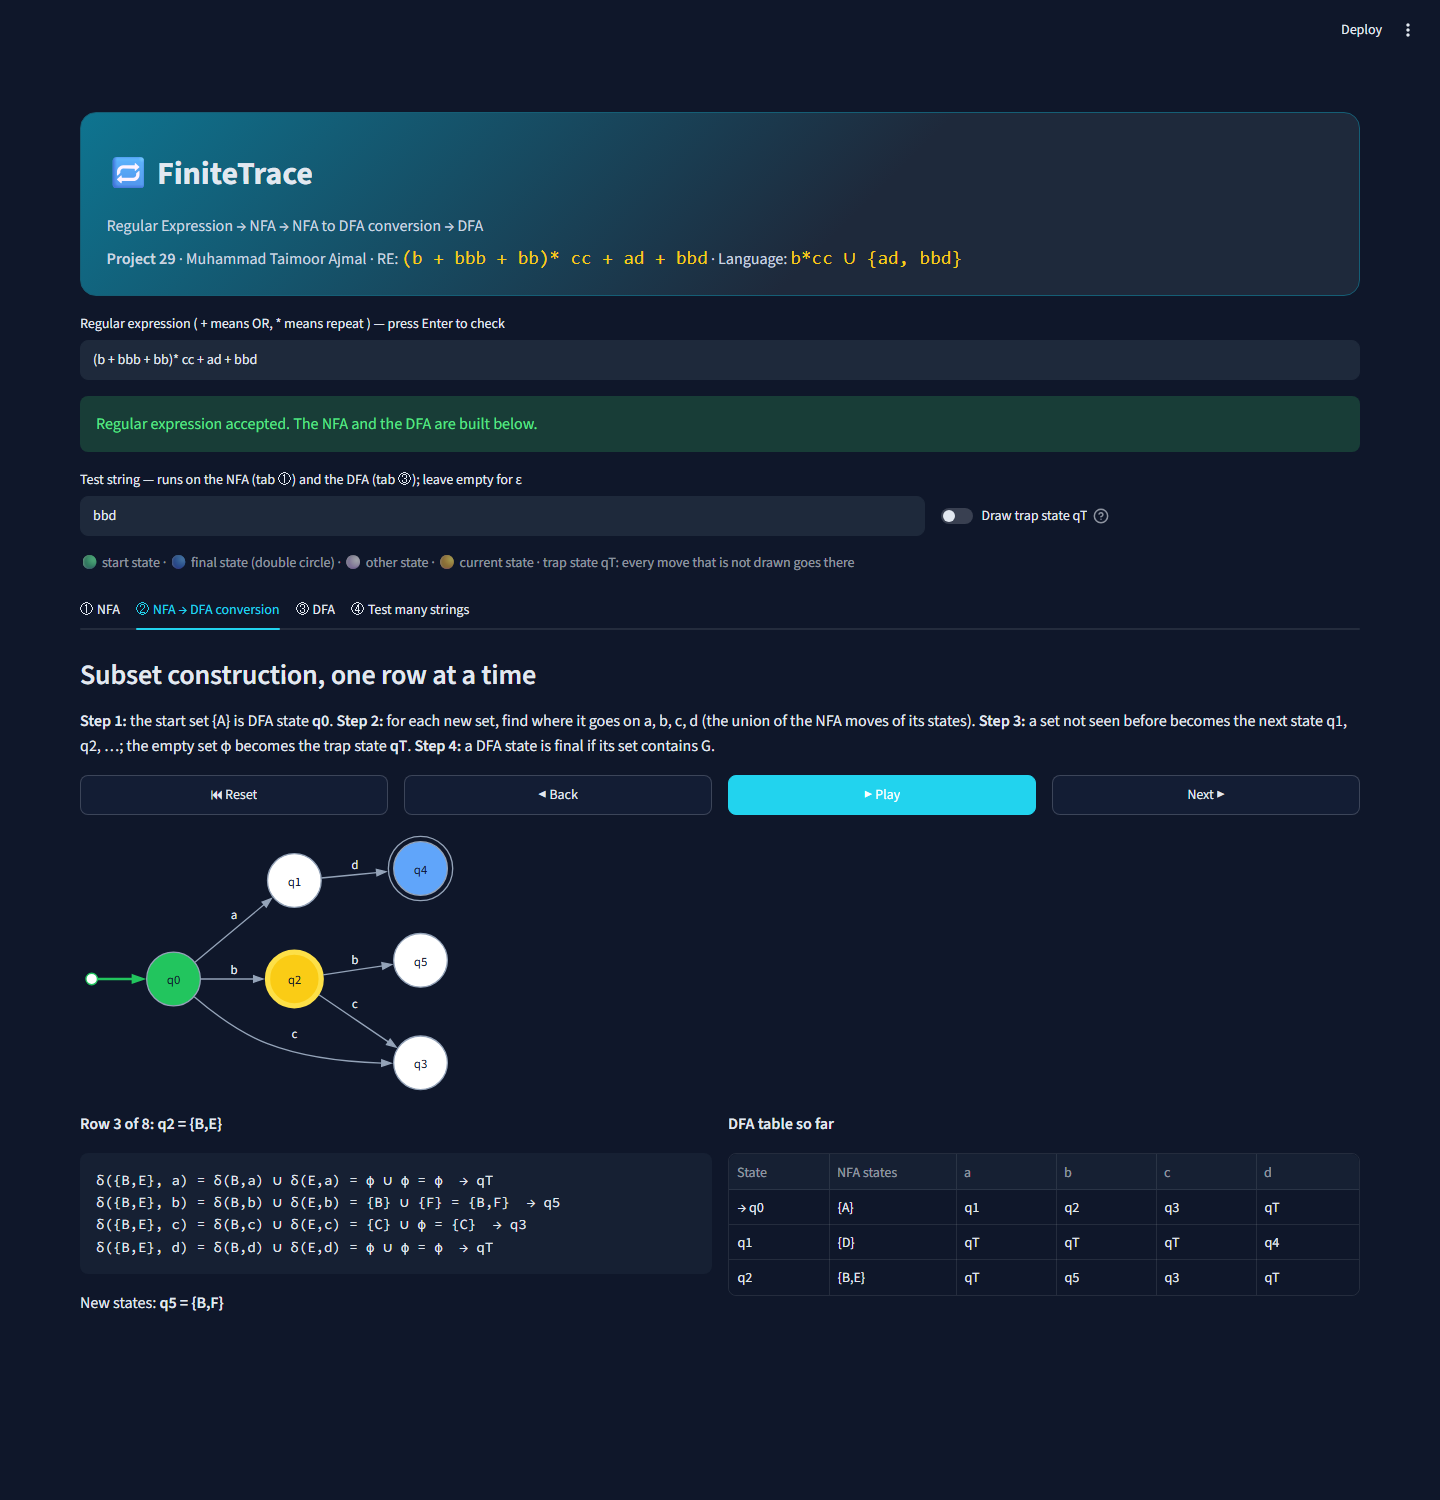 Deploy
FiniteTrace
Regular Expression → NFA → NFA to DFA conversion → DFA
Project 29 · Muhammad Taimoor Ajmal · RE: (b + bbb + bb)* cc + ad + bbd · Language: b*cc ∪ {ad, bbd}
Regular expression ( + means OR, * means repeat ) — press Enter to check
(b + bbb + bb)* cc + ad + bbd
Regular expression accepted. The NFA and the DFA are built below.
Test string — runs on the NFA (tab ①) and the DFA (tab ③); leave empty for ε
bbd
Draw trap state qT
start state · final state (double circle) · other state · current state · trap state qT: every move that is not drawn goes there
① NFA ② NFA → DFA conversion ③ DFA ④ Test many strings
Subset construction, one row at a time
Step 1: the start set {A} is DFA state q0. Step 2: for each new set, find where it goes on a, b, c, d (the union of the NFA moves of its states). Step 3: a set not seen before becomes the next state q1,
q2, …; the empty set ϕ becomes the trap state qT. Step 4: a DFA state is final if its set contains G.
⏮ Reset ◀ Back ▶ Play Next ▶
q1 d q4
a
b q5
q0 b q2
c
c
q3
Row 3 of 8: q2 = {B,E}
δ({B,E}, a) = δ(B,a) ∪ δ(E,a) = ϕ ∪ ϕ = ϕ → qT
δ({B,E}, b) = δ(B,b) ∪ δ(E,b) = {B} ∪ {F} = {B,F} → q5
δ({B,E}, c) = δ(B,c) ∪ δ(E,c) = {C} ∪ ϕ = {C} → q3
δ({B,E}, d) = δ(B,d) ∪ δ(E,d) = ϕ ∪ ϕ = ϕ → qT
New states: q5 = {B,F}
DFA table so far
State NFA states a b c d
→ q0 {A} q1 q2 q3 qT
q1 {D} qT qT qT q4
q2 {B,E} qT q5 q3 qT